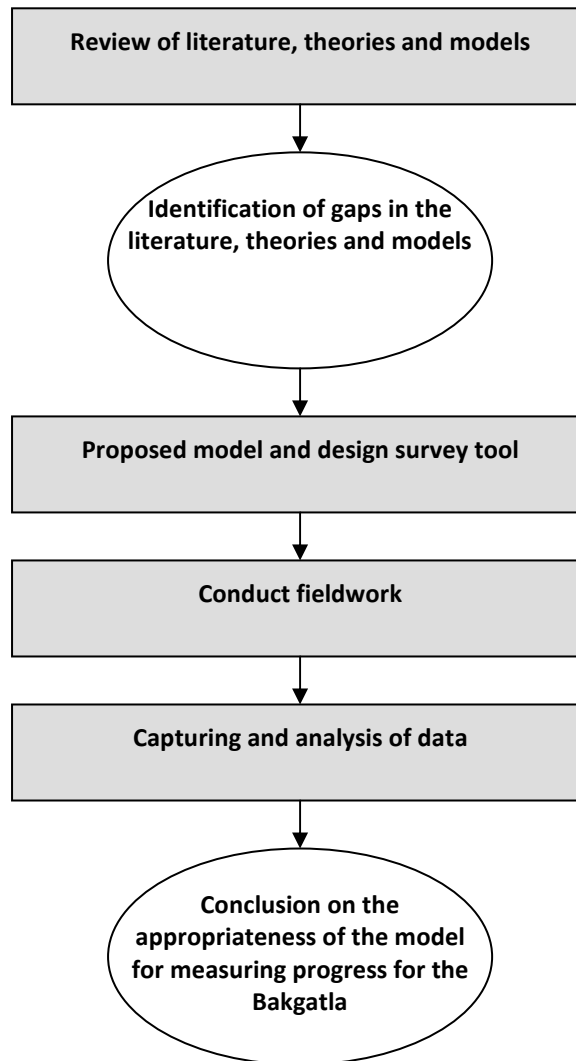 Review of literature, theories and models
Identification of gaps in the
literature, theories and models
Proposed model and design survey tool
Conduct fieldwork
Capturing and analysis of data
Conclusion on the
appropriateness of the model
for measuring progress for the
Bakgatla